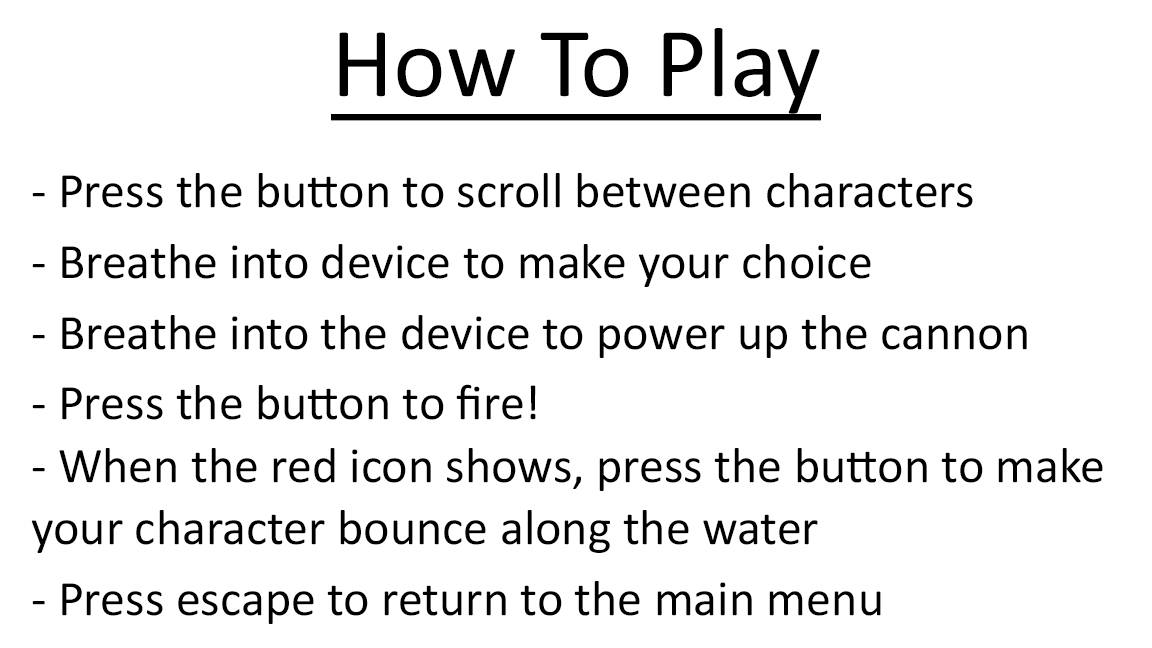 How To Play
- Press the button to scroll between characters
- Breathe into device to make your choice
- Breathe into the device to power up the cannon
- Press the button to fire!
- When the red icon shows, press the button to make
your character bounce along the water
- Press escape to return to the main menu